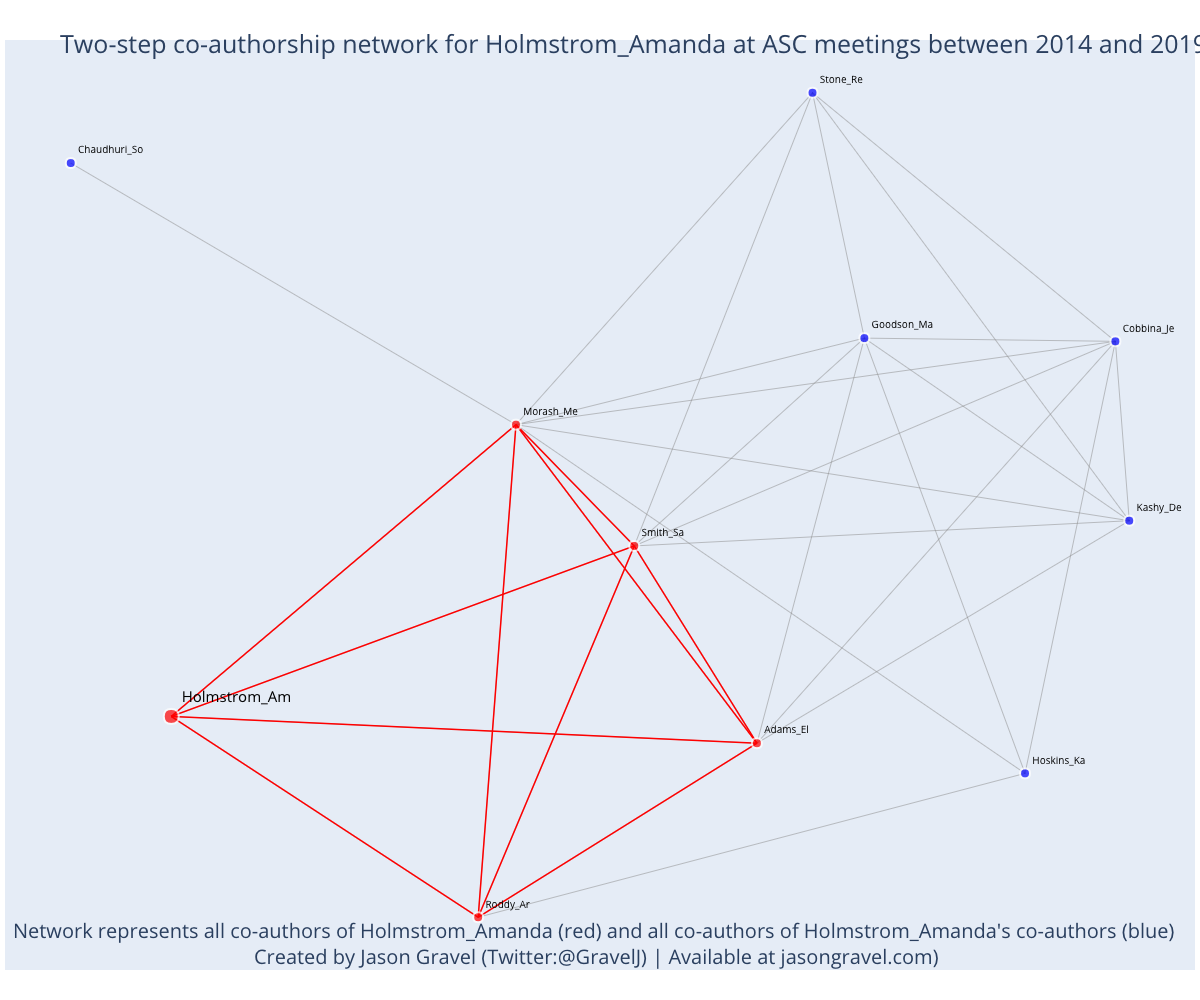 Two-step co-authorship network for Holmstrom_Amanda at ASC meetings between 2014 and 2019
Stone_Re
Chaudhuri_So
Goodson_Ma
Cobbina_Je
Morash_Me
Kashy_De
Smith_Sa
Holmstrom_Am
Adams_El
Hoskins_Ka
Roddy_Ar
Network represents all co-authors of Holmstrom_Amanda (red) and all co-authors of Holmstrom_Amanda's co-authors (blue)
Created by Jason Gravel (Twitter:@GravelJ) | Available at jasongravel.com)